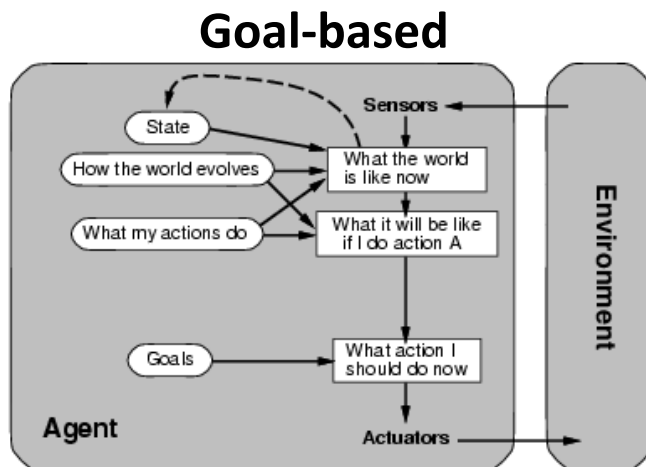 Goal-based
Sensors
State
What the world
is like now
How the world evolves
What it will be like
if I do action A
What my actions do
Environment
What action I
should do now
Goals
Agent
Actuators